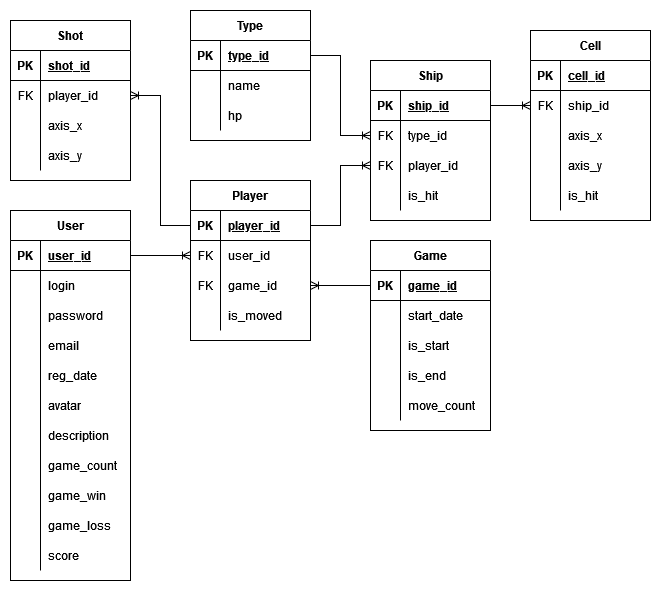 Shot
PK shot_id
FK player_id
axis_x
axis_y
Type
PK type_id
name
hp
Ship
PK ship_id
FK type_id
FK player_id
is_hit
Cell
PK cell_id
FK ship_id
axis_x
axis_y
is_hit
User
PK user_id
login
password
email
reg_date
avatar
description
game_count
game_win
game_loss
score
Player
PK player_id
FK user_id
FK game_id
is_moved
Game
PK game_id
start_date
is_start
is_end
move_count